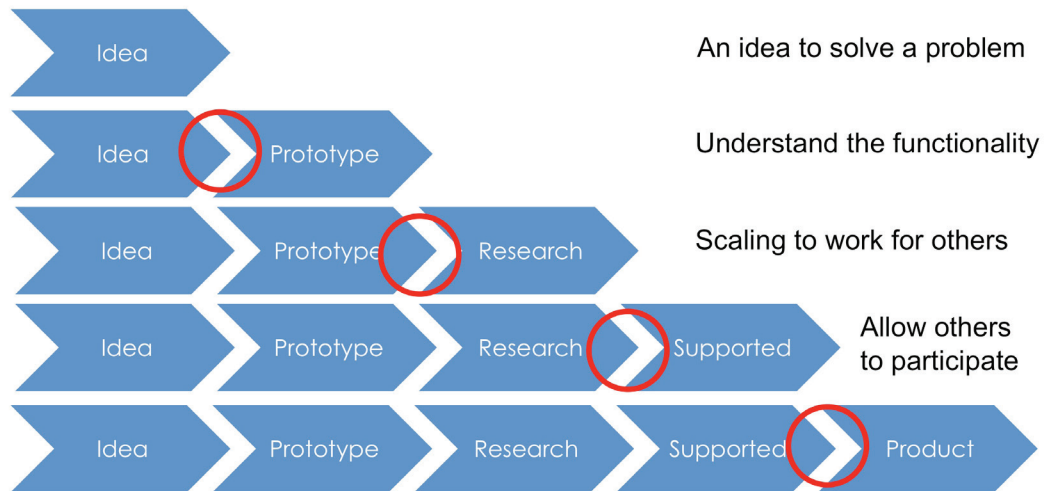 Idea
An idea to solve a problem
Idea
Prototype
Understand the functionality
Idea
Prototype
Research
Scaling to work for others
Idea
Prototype
Research
Supported
Allow others
to participate
Idea
Prototype
Research
Supported
Product